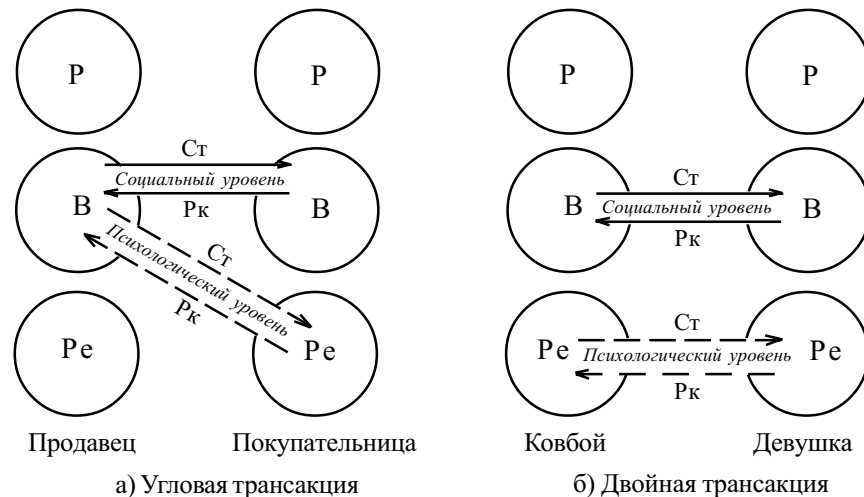 Р Р Р Р
Ст
Социальный уровень
Рк
В В
Ст
Социальный уровень
Рк
В В
Ст
Психологический уровень
Рк
Ре Ре
Ст
Психологический уровень
Рк
Ре Ре
Продавец Покупательница Ковбой Девушка
а) Угловая трансакция б) Двойная трансакция